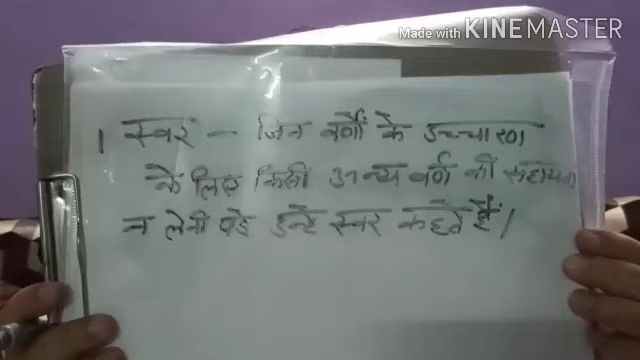 Made with KINEMASTER
1 स्वर - जिन वर्णों के उच्चारण
के लिए किसी अन्य वर्ण की सहायता
न लेनी पडे उन्हे स्वर कहते हैं।